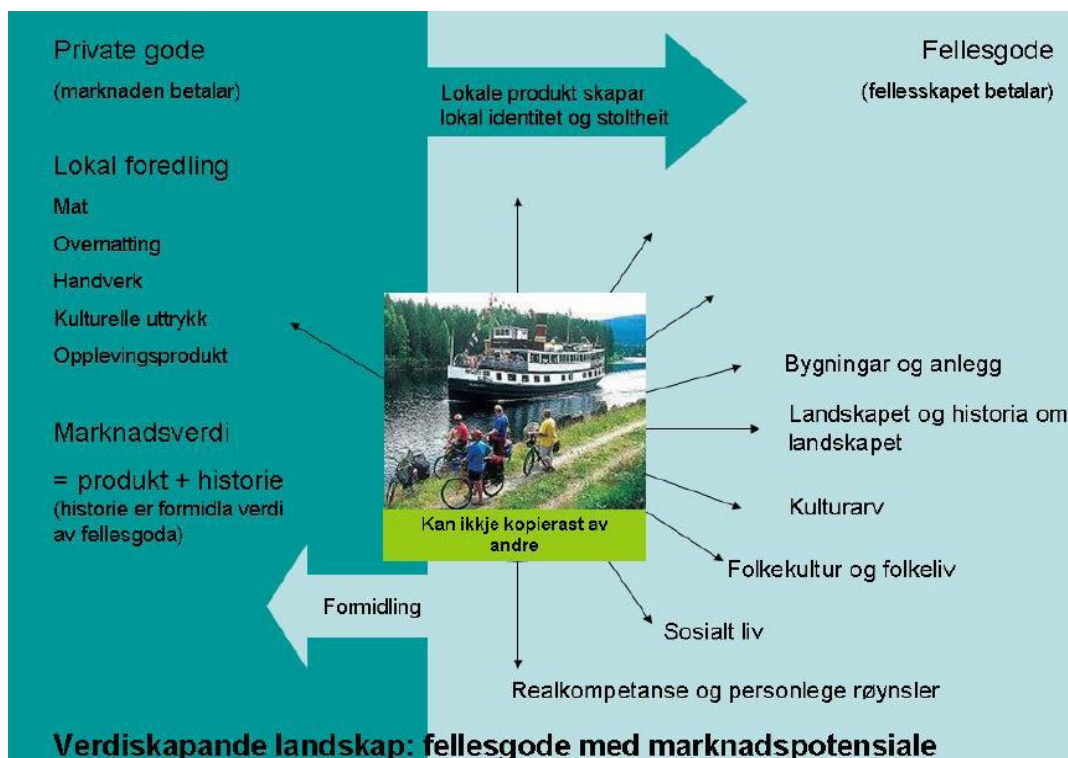 Private gode
(marknaden betalar)
Lokal foredling
Mat
Overnatting
Handverk
Kulturelle uttrykk
Opplevingsprodukt
Marknadsverdi
= produkt + historie
(historie er formidla verdi
av fellesgoda)
Lokale produkt skapar
lokal identitet og stoltheit
Fellesgode
(fellesskapet betalar)
Bygningar og anlegg
Landskapet og historia om
landskapet
Kulturarv
Folkekultur og folkeliv
Sosialt liv
Realkompetanse og personlege røynsler
Kan ikkje kopierast av
andre
Formidling
Verdiskapande landskap: fellesgode med marknadspotensiale